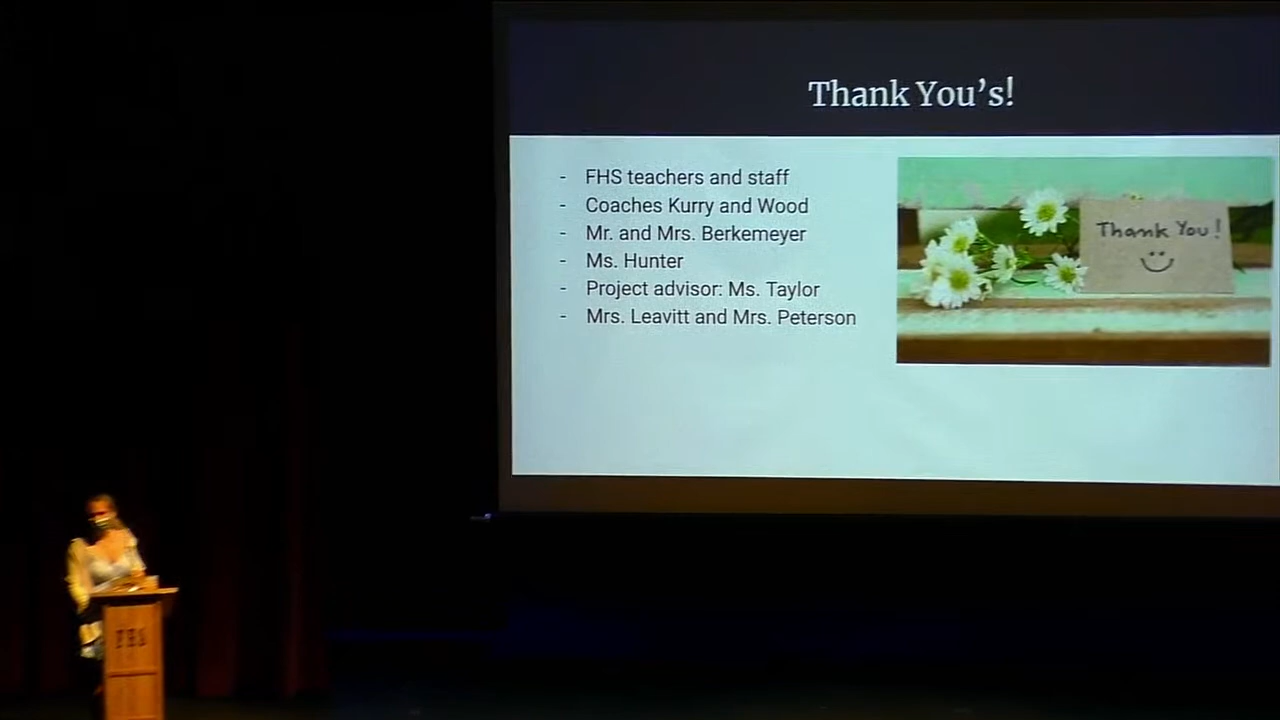 Thank You’s!
- FHS teachers and staff
- Coaches Kurry and Wood
- Mr. and Mrs. Berkemeyer
- Ms. Hunter
- Project advisor: Ms. Taylor
- Mrs. Leavitt and Mrs. Peterson
Thank You!
FHS